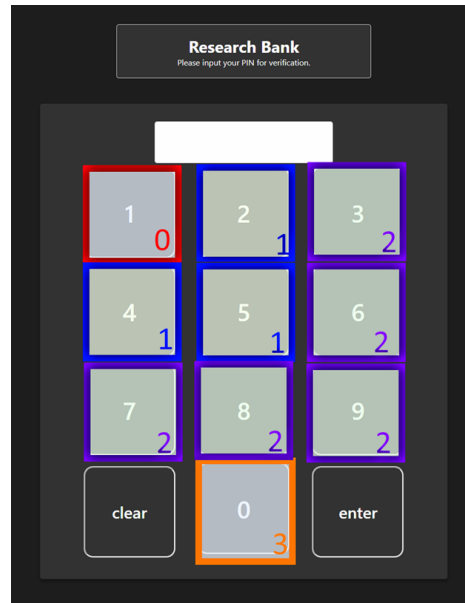 Research Bank
Please input your PIN for verification.
1 2 3
0 1 2
4 5 6
1 1 2
7 8 9
2 2 2
clear 0 enter
3